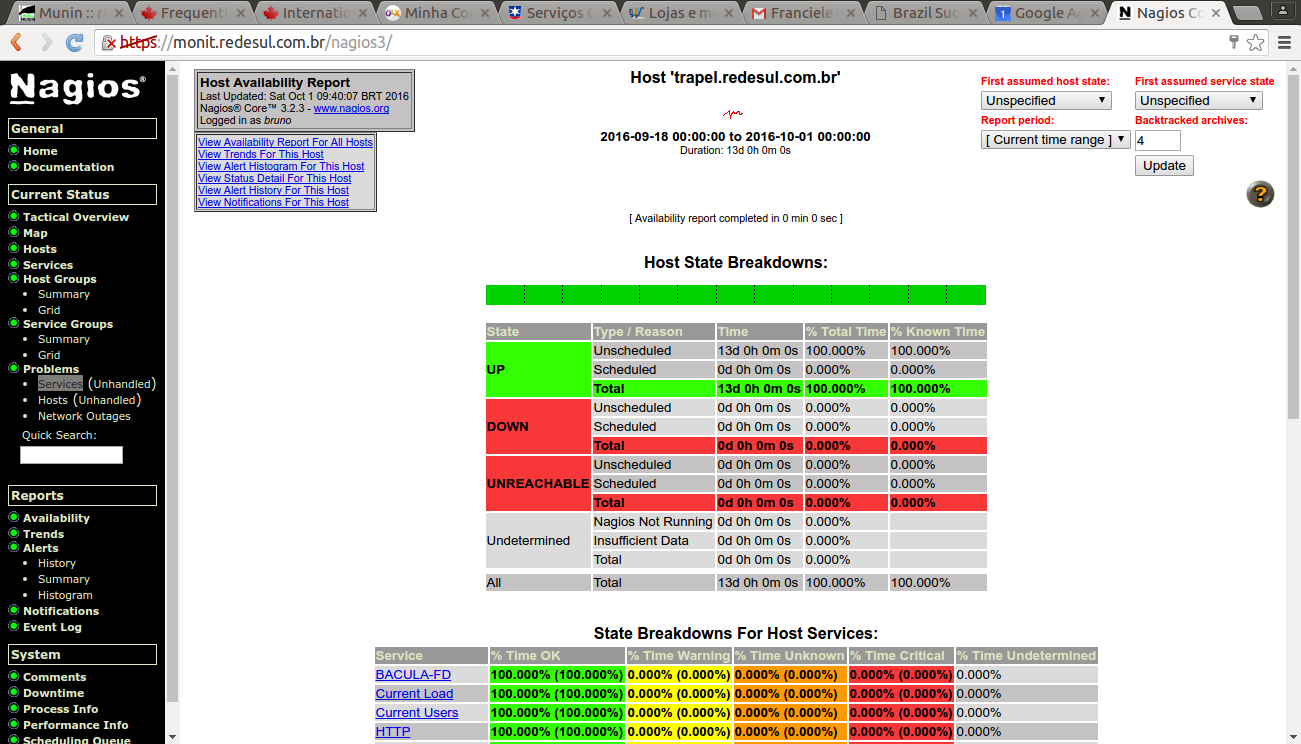 Munin :: r
Frequent
Internatio
Minha Co
Serviços
Lojas e m
Franciele
Brazil Suc
Google A
Nagios Co
https://monit.redesul.com.br/nagios3/
Nagios®
General
Home
Documentation
Current Status
Tactical Overview
Map
Hosts
Services
Host Groups
Summary
Grid
Service Groups
Summary
Grid
Problems
Services (Unhandled)
Hosts (Unhandled)
Network Outages
Quick Search:
Reports
Availability
Trends
Alerts
History
Summary
Histogram
Notifications
Event Log
System
Comments
Downtime
Process Info
Performance Info
Scheduling Queue
Host Availability Report
Last Updated: Sat Oct 1 09:40:07 BRT 2016
Nagios® Core™ 3.2.3 - www.nagios.org
Logged in as bruno
View Availability Report For All Hosts
View Trends For This Host
View Alert Histogram For This Host
View Status Detail For This Host
View Alert History For This Host
View Notifications For This Host
Host 'trapel.redesul.com.br'
2016-09-18 00:00:00 to 2016-10-01 00:00:00
Duration: 13d 0h 0m 0s
[ Availability report completed in 0 min 0 sec ]
First assumed host state: First assumed service state
Unspecified Unspecified
Report period: Backtracked archives:
[ Current time range ] 4
Update
?
Host State Breakdowns:
State Type / Reason Time % Total Time % Known Time
UP Unscheduled 13d 0h 0m 0s 100.000% 100.000%
Scheduled 0d 0h 0m 0s 0.000% 0.000%
Total 13d 0h 0m 0s 100.000% 100.000%
DOWN Unscheduled 0d 0h 0m 0s 0.000% 0.000%
Scheduled 0d 0h 0m 0s 0.000% 0.000%
Total 0d 0h 0m 0s 0.000% 0.000%
UNREACHABLE Unscheduled 0d 0h 0m 0s 0.000% 0.000%
Scheduled 0d 0h 0m 0s 0.000% 0.000%
Total 0d 0h 0m 0s 0.000% 0.000%
Undetermined Nagios Not Running 0d 0h 0m 0s 0.000%
Insufficient Data 0d 0h 0m 0s 0.000%
Total 0d 0h 0m 0s 0.000%
All Total 13d 0h 0m 0s 100.000% 100.000%
State Breakdowns For Host Services:
Service % Time OK % Time Warning % Time Unknown % Time Critical % Time Undetermined
BACULA-FD 100.000% (100.000%) 0.000% (0.000%) 0.000% (0.000%) 0.000% (0.000%) 0.000%
Current Load 100.000% (100.000%) 0.000% (0.000%) 0.000% (0.000%) 0.000% (0.000%) 0.000%
Current Users 100.000% (100.000%) 0.000% (0.000%) 0.000% (0.000%) 0.000% (0.000%) 0.000%
HTTP 100.000% (100.000%) 0.000% (0.000%) 0.000% (0.000%) 0.000% (0.000%) 0.000%